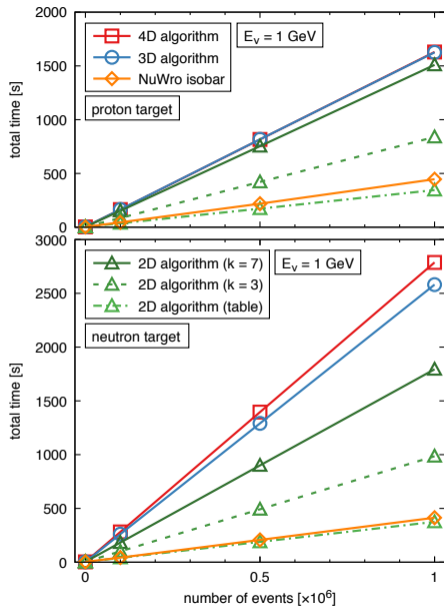 2000
1500
1000
500
0
total time [s]
4D algorithm
3D algorithm
NuWro isobar
E_ν = 1 GeV
proton target
3000
2500
2000
1500
1000
500
0
total time [s]
2D algorithm (k = 7)
2D algorithm (k = 3)
2D algorithm (table)
E_ν = 1 GeV
neutron target
0 0.5 1
number of events [×10⁶]